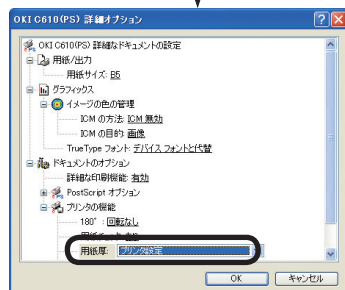 OKI C610(PS) 詳細オプション
OKI C610(PS) 詳細なドキュメントの設定
用紙/出力
用紙サイズ: B5
グラフィックス
イメージの色の管理
ICM の方法: ICM 無効
ICM の目的: 画像
TrueType フォント: デバイス フォントと代替
ドキュメントのオプション
詳細な印刷機能: 有効
PostScript オプション
プリンタの機能
180°: 回転なし
用紙厚: プリンタ設定
OK キャンセル